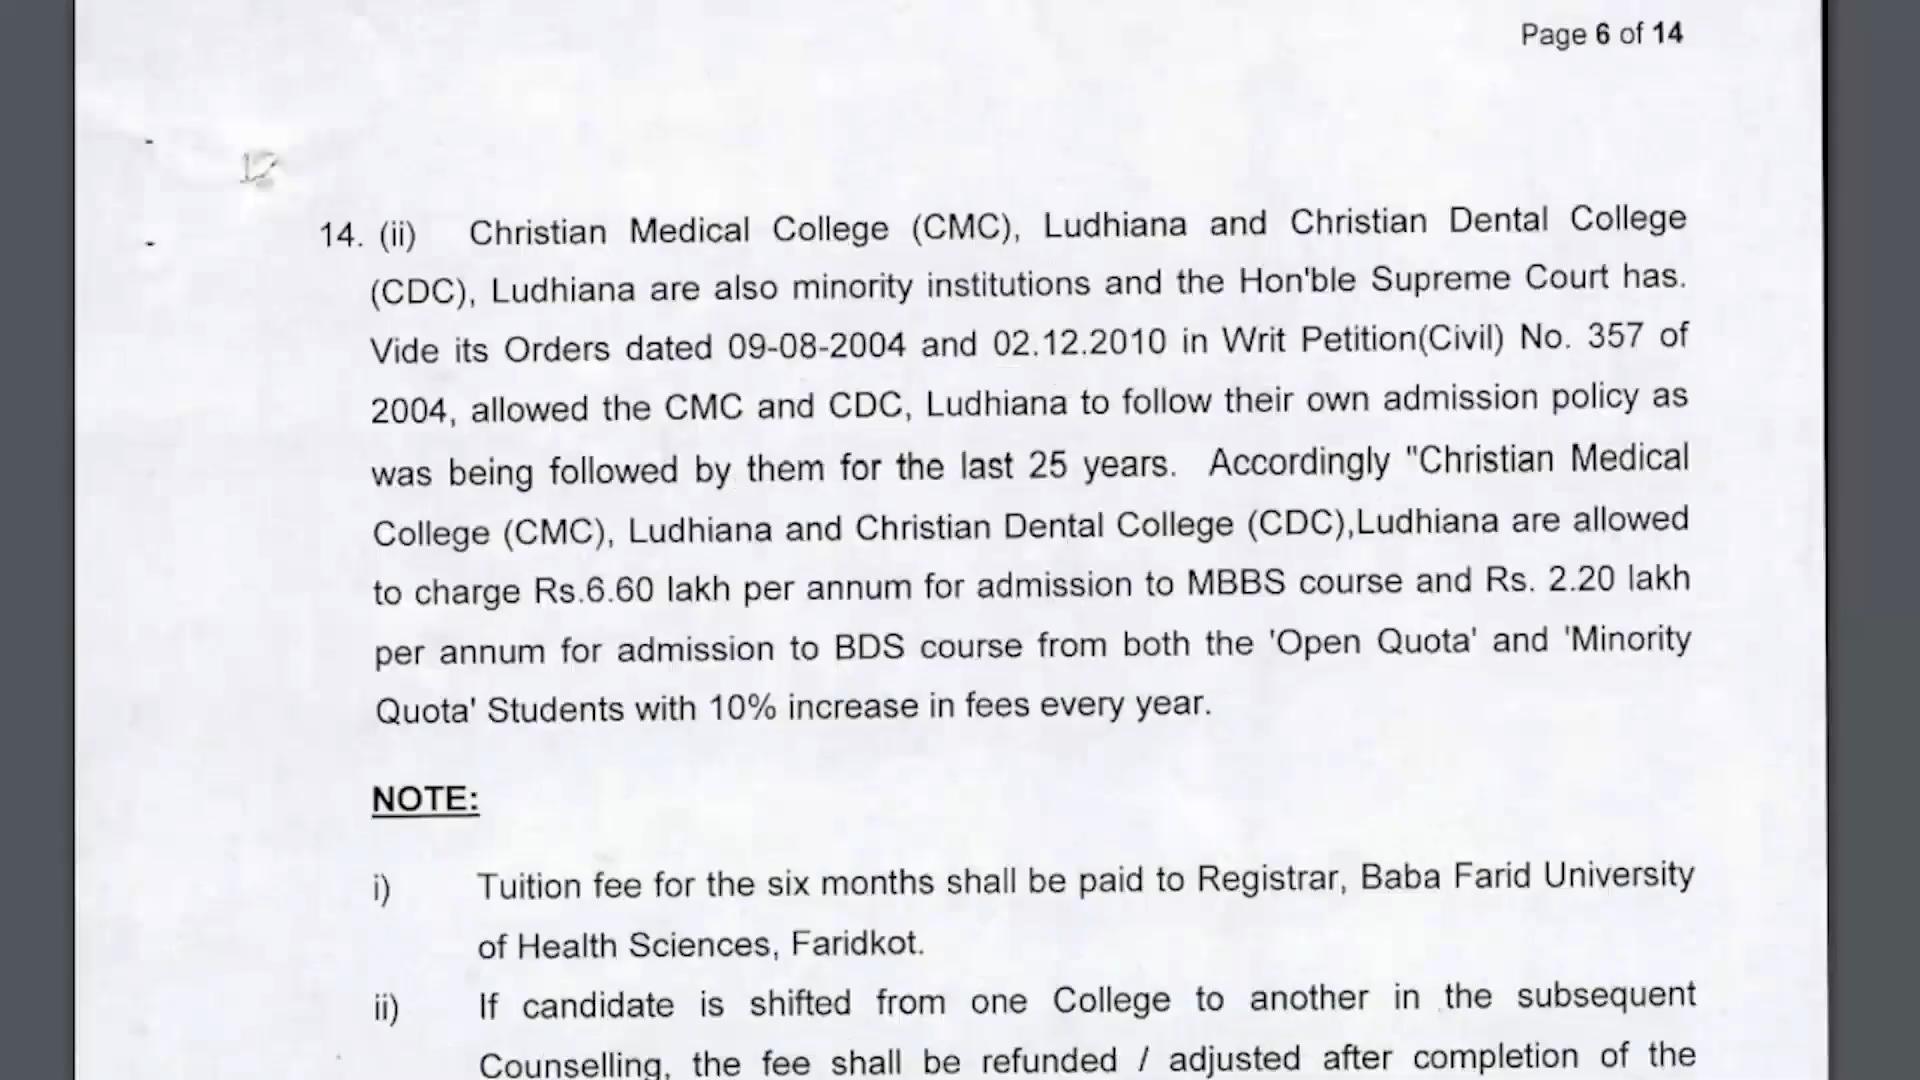 Page 6 of 14
14. (ii) Christian Medical College (CMC), Ludhiana and Christian Dental College
(CDC), Ludhiana are also minority institutions and the Hon'ble Supreme Court has.
Vide its Orders dated 09-08-2004 and 02.12.2010 in Writ Petition(Civil) No. 357 of
2004, allowed the CMC and CDC, Ludhiana to follow their own admission policy as
was being followed by them for the last 25 years. Accordingly "Christian Medical
College (CMC), Ludhiana and Christian Dental College (CDC),Ludhiana are allowed
to charge Rs.6.60 lakh per annum for admission to MBBS course and Rs. 2.20 lakh
per annum for admission to BDS course from both the 'Open Quota' and 'Minority
Quota' Students with 10% increase in fees every year.
NOTE:
i) Tuition fee for the six months shall be paid to Registrar, Baba Farid University
of Health Sciences, Faridkot.
ii) If candidate is shifted from one College to another in the subsequent
Counselling, the fee shall be refunded / adjusted after completion of the